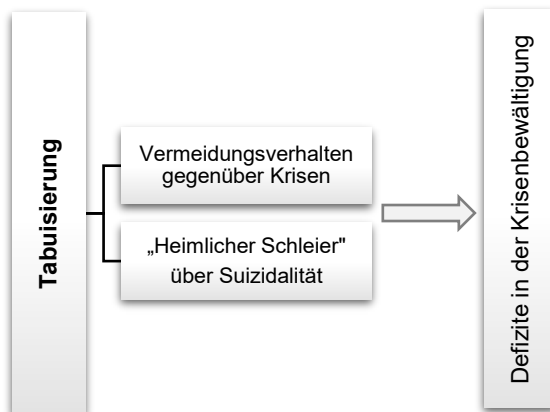 Tabuisierung
Vermeidungsverhalten
gegenüber Krisen
„Heimlicher Schleier"
über Suizidalität
Defizite in der Krisenbewältigung